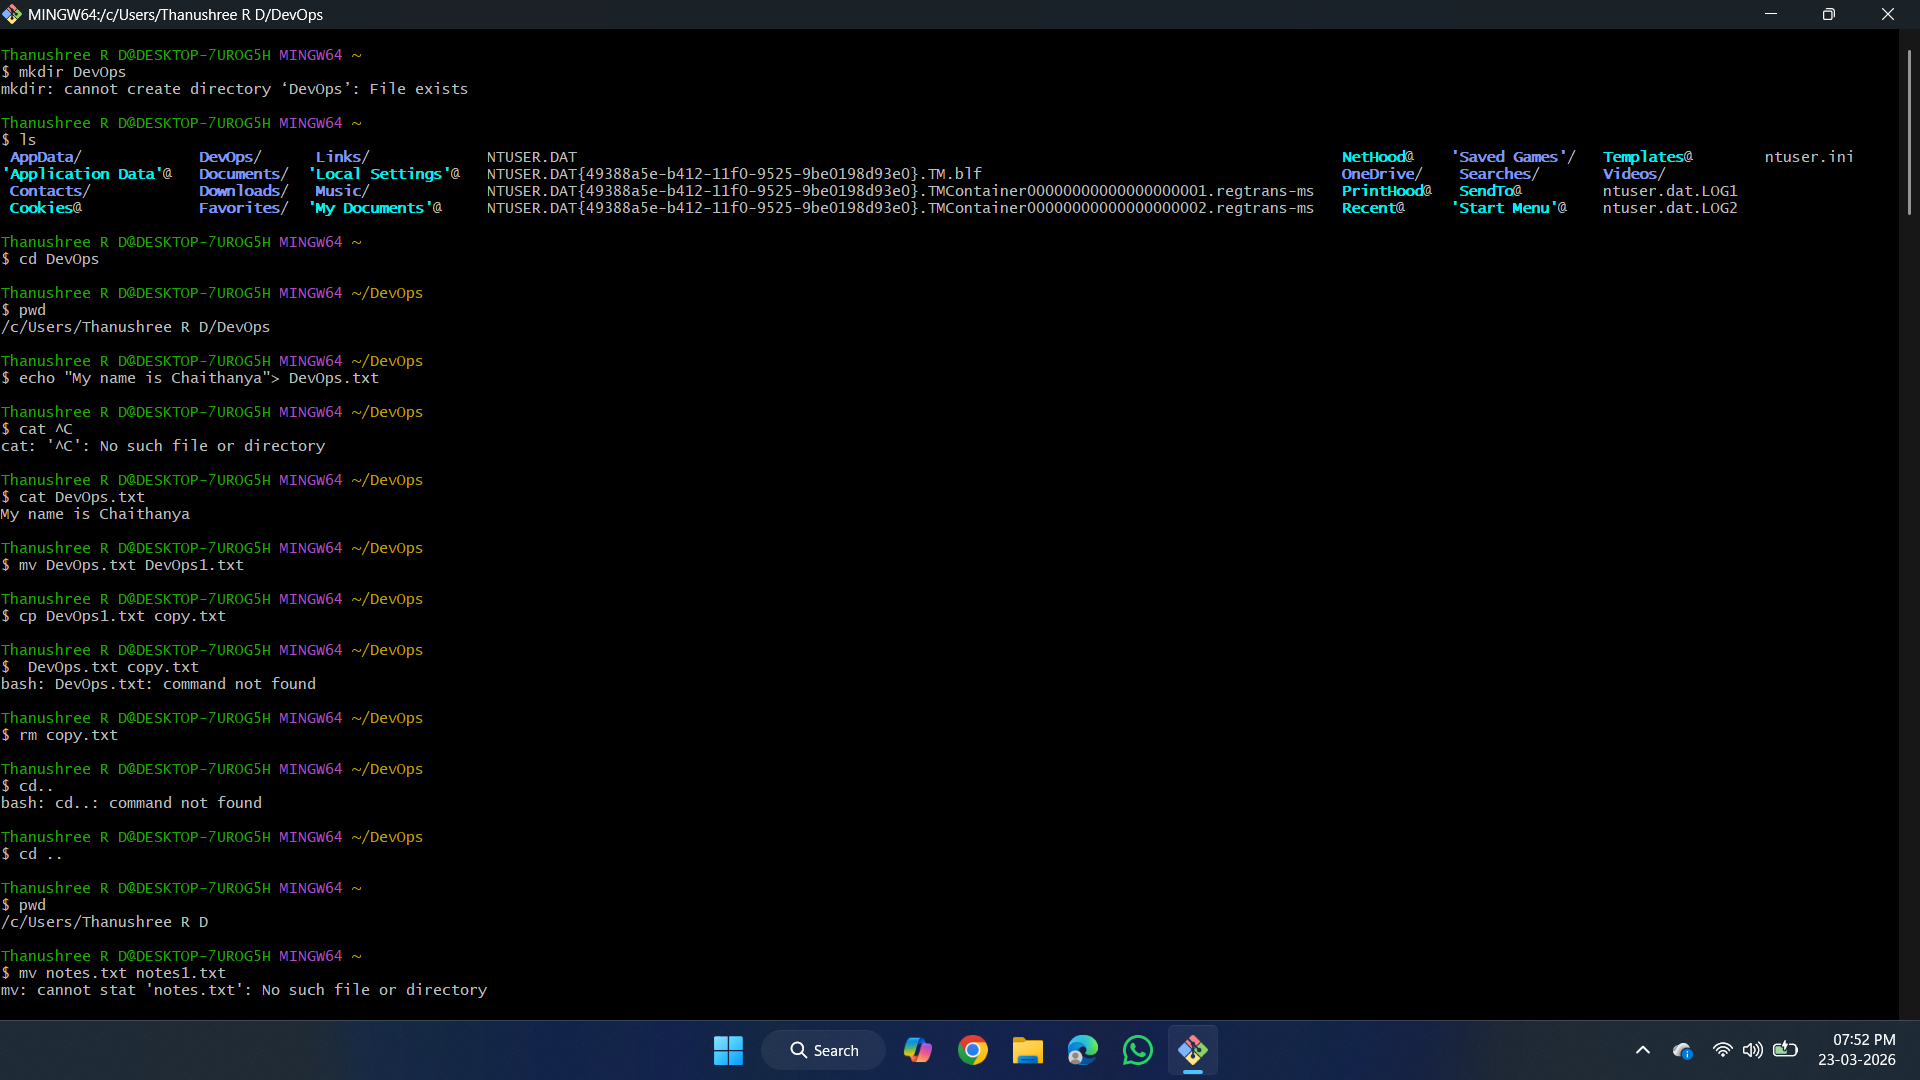 MINGW64:/c/Users/Thanushree R D/DevOps
Thanushree R D@DESKTOP-7UROG5H MINGW64 ~
$ mkdir DevOps
mkdir: cannot create directory ‘DevOps’: File exists
Thanushree R D@DESKTOP-7UROG5H MINGW64 ~
$ ls
AppData/ DevOps/ Links/ NTUSER.DAT NetHood@ 'Saved Games'/ Templates@ ntuser.ini
'Application Data'@ Documents/ 'Local Settings'@ NTUSER.DAT{49388a5e-b412-11f0-9525-9be0198d93e0}.TM.blf OneDrive/ Searches/ Videos/
Contacts/ Downloads/ Music/ NTUSER.DAT{49388a5e-b412-11f0-9525-9be0198d93e0}.TMContainer00000000000000000001.regtrans-ms PrintHood@ SendTo@ ntuser.dat.LOG1
Cookies@ Favorites/ 'My Documents'@ NTUSER.DAT{49388a5e-b412-11f0-9525-9be0198d93e0}.TMContainer00000000000000000002.regtrans-ms Recent@ 'Start Menu'@ ntuser.dat.LOG2
Thanushree R D@DESKTOP-7UROG5H MINGW64 ~
$ cd DevOps
Thanushree R D@DESKTOP-7UROG5H MINGW64 ~/DevOps
$ pwd
/c/Users/Thanushree R D/DevOps
Thanushree R D@DESKTOP-7UROG5H MINGW64 ~/DevOps
$ echo "My name is Chaithanya"> DevOps.txt
Thanushree R D@DESKTOP-7UROG5H MINGW64 ~/DevOps
$ cat ^C
cat: '^C': No such file or directory
Thanushree R D@DESKTOP-7UROG5H MINGW64 ~/DevOps
$ cat DevOps.txt
My name is Chaithanya
Thanushree R D@DESKTOP-7UROG5H MINGW64 ~/DevOps
$ mv DevOps.txt DevOps1.txt
Thanushree R D@DESKTOP-7UROG5H MINGW64 ~/DevOps
$ cp DevOps1.txt copy.txt
Thanushree R D@DESKTOP-7UROG5H MINGW64 ~/DevOps
$  DevOps.txt copy.txt
bash: DevOps.txt: command not found
Thanushree R D@DESKTOP-7UROG5H MINGW64 ~/DevOps
$ rm copy.txt
Thanushree R D@DESKTOP-7UROG5H MINGW64 ~/DevOps
$ cd..
bash: cd..: command not found
Thanushree R D@DESKTOP-7UROG5H MINGW64 ~/DevOps
$ cd ..
Thanushree R D@DESKTOP-7UROG5H MINGW64 ~
$ pwd
/c/Users/Thanushree R D
Thanushree R D@DESKTOP-7UROG5H MINGW64 ~
$ mv notes.txt notes1.txt
mv: cannot stat 'notes.txt': No such file or directory
Search
07:52 PM
23-03-2026